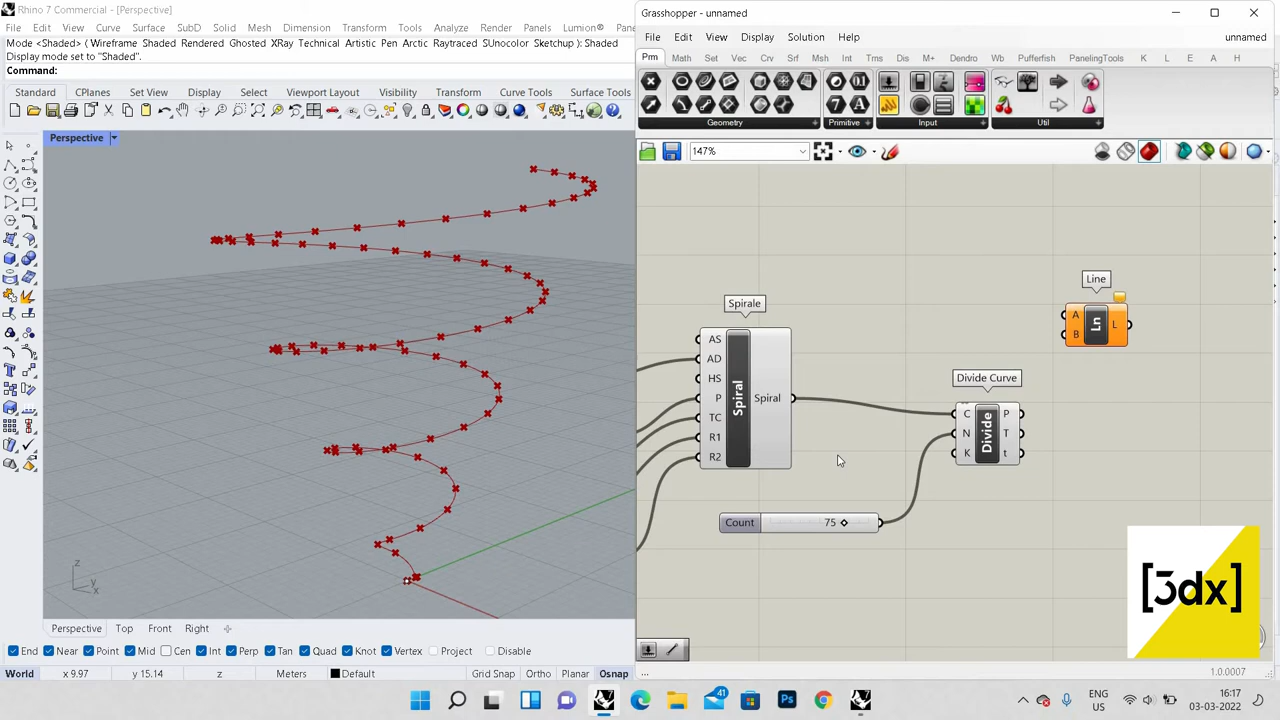 Rhino 7 Commercial - [Perspective]
File Edit View Curve Surface SubD Solid Mesh Dimension Transform Tools Analyze Render Lumion® Panels
Mode <Shaded> ( Wireframe Shaded Rendered Ghosted XRay Technical Artistic Pen Arctic Raytraced SUnocolor Sketchup ): Shaded
Display mode set to "Shaded".
Command:
Standard CPlanes Set View Display Select Viewport Layout Visibility Transform Curve Tools Surface Tools
Perspective
z
y
x
Perspective Top Front Right
End Near Point Mid Cen Int Perp Tan Quad Knot Vertex Project Disable
World x 9.97 y 15.14 z Meters Default Grid Snap Ortho Planar Osnap
Grasshopper - unnamed
File Edit View Display Solution Help unnamed
Prm Math Set Vec Crv Srf Msh Int Trns Dis M+ Dendro Wb Pufferfish PanelingTools K L E A H
Geometry Primitive Input Util
147%
Line
A
B
Ln
L
Spirale
AS
AD
HS
P
TC
R1
R2
Spiral
Spiral
Divide Curve
C
N
K
Divide
P
T
t
Count 75
[3dx]
...
1.0.0007
41
ENG
US
16:17
03-03-2022